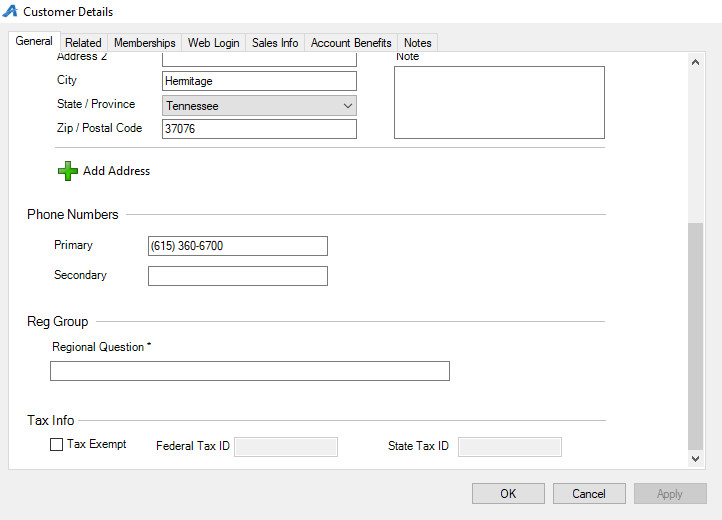 Customer Details
General Related Memberships Web Login Sales Info Account Benefits Notes
Address 2 Note
City Hermitage
State / Province Tennessee
Zip / Postal Code 37076
Add Address
Phone Numbers
Primary (615) 360-6700
Secondary
Reg Group
Regional Question *
Tax Info
Tax Exempt Federal Tax ID State Tax ID
OK Cancel Apply